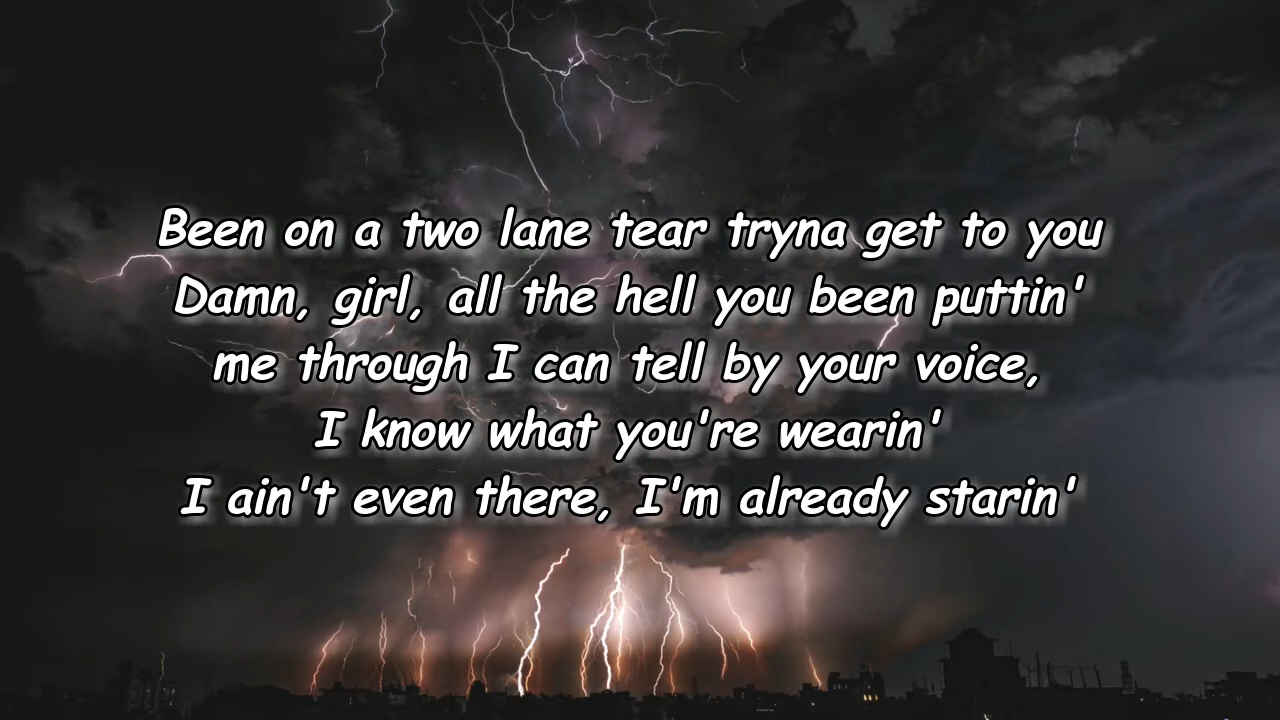 Been on a two lane tear tryna get to you
Damn, girl, all the hell you been puttin'
me through I can tell by your voice,
I know what you're wearin'
I ain't even there, I'm already starin'